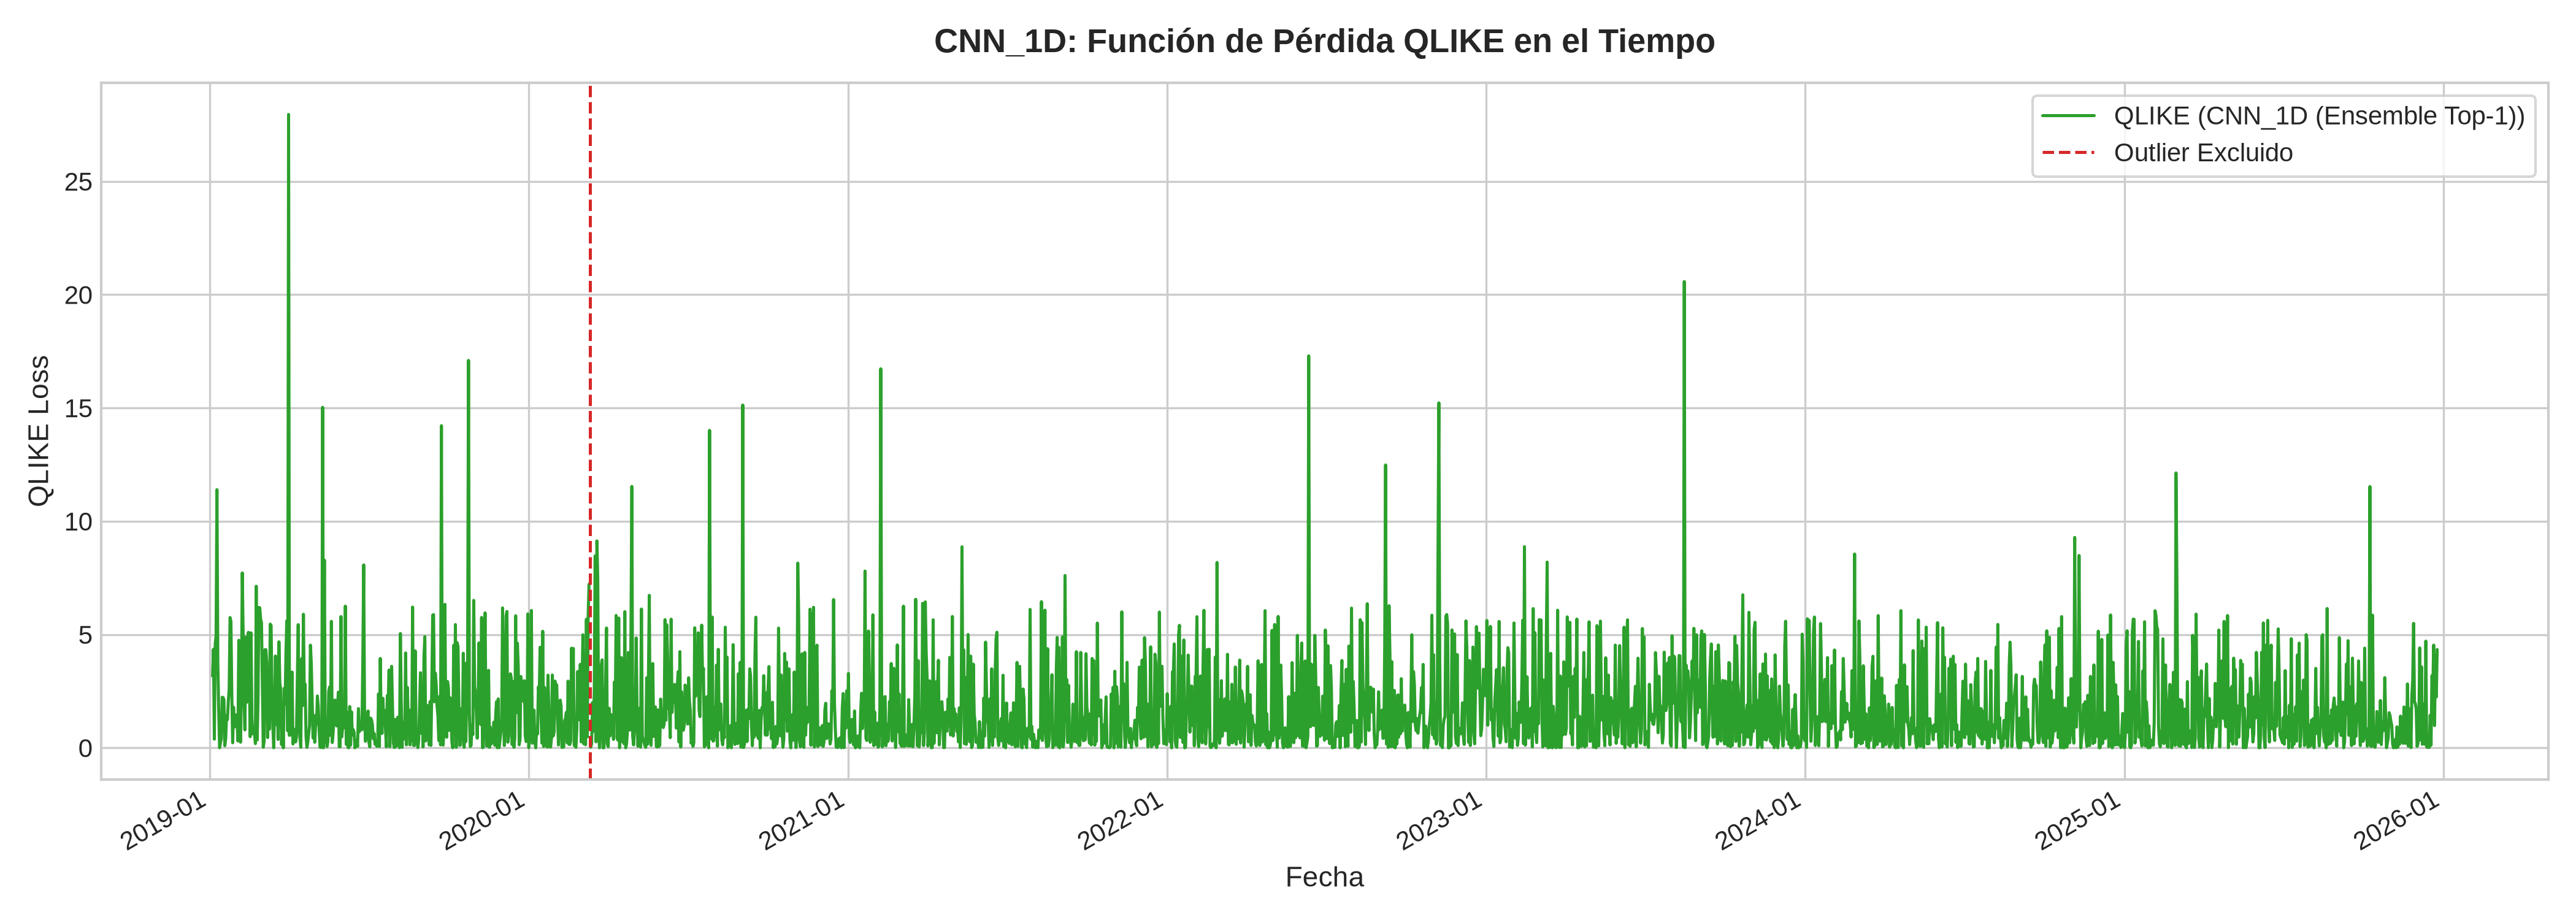 CNN_1D: Función de Pérdida QLIKE en el Tiempo
QLIKE (CNN_1D (Ensemble Top-1))
Outlier Excluido
QLIKE Loss
25
20
15
10
5
0
2019-01
2020-01
2021-01
2022-01
2023-01
2024-01
2025-01
2026-01
Fecha